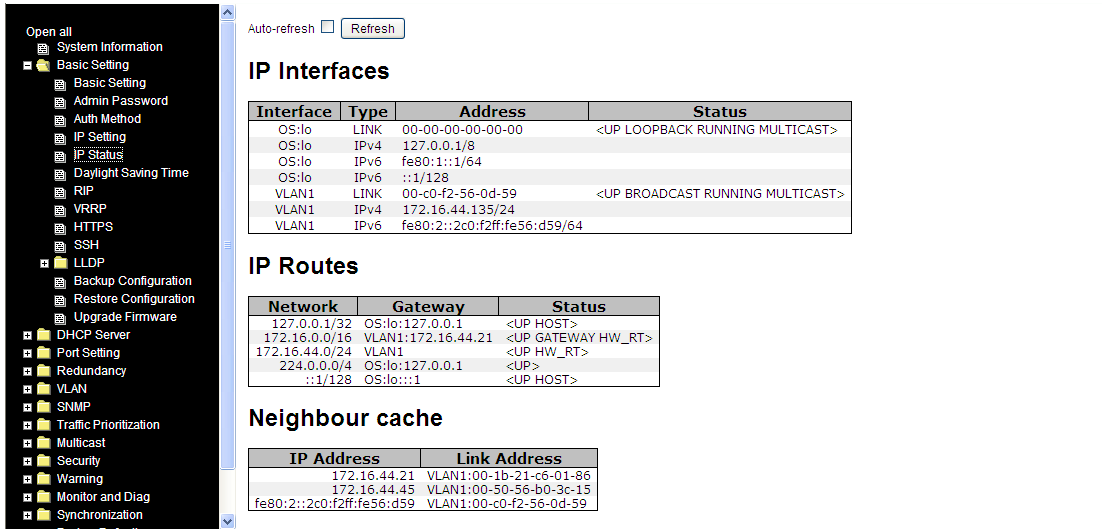 Open all
System Information
Basic Setting
Basic Setting
Admin Password
Auth Method
IP Setting
IP Status
Daylight Saving Time
RIP
VRRP
HTTPS
SSH
LLDP
Backup Configuration
Restore Configuration
Upgrade Firmware
DHCP Server
Port Setting
Redundancy
VLAN
SNMP
Traffic Prioritization
Multicast
Security
Warning
Monitor and Diag
Synchronization
Auto-refresh Refresh
IP Interfaces
Interface Type Address Status
OS:lo LINK 00-00-00-00-00-00 <UP LOOPBACK RUNNING MULTICAST>
OS:lo IPv4 127.0.0.1/8
OS:lo IPv6 fe80:1::1/64
OS:lo IPv6 ::1/128
VLAN1 LINK 00-c0-f2-56-0d-59 <UP BROADCAST RUNNING MULTICAST>
VLAN1 IPv4 172.16.44.135/24
VLAN1 IPv6 fe80:2::2c0:f2ff:fe56:d59/64
IP Routes
Network Gateway Status
127.0.0.1/32 OS:lo:127.0.0.1 <UP HOST>
172.16.0.0/16 VLAN1:172.16.44.21 <UP GATEWAY HW_RT>
172.16.44.0/24 VLAN1 <UP HW_RT>
224.0.0.0/4 OS:lo:127.0.0.1 <UP>
::1/128 OS:lo:::1 <UP HOST>
Neighbour cache
IP Address Link Address
172.16.44.21 VLAN1:00-1b-21-c6-01-86
172.16.44.45 VLAN1:00-50-56-b0-3c-15
fe80:2::2c0:f2ff:fe56:d59 VLAN1:00-c0-f2-56-0d-59